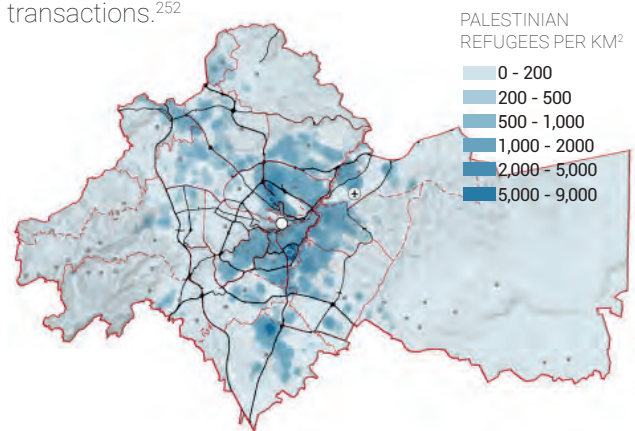 transactions.252
PALESTINIAN
REFUGEES PER KM2
0 - 200
200 - 500
500 - 1,000
1,000 - 2000
2,000 - 5,000
5,000 - 9,000